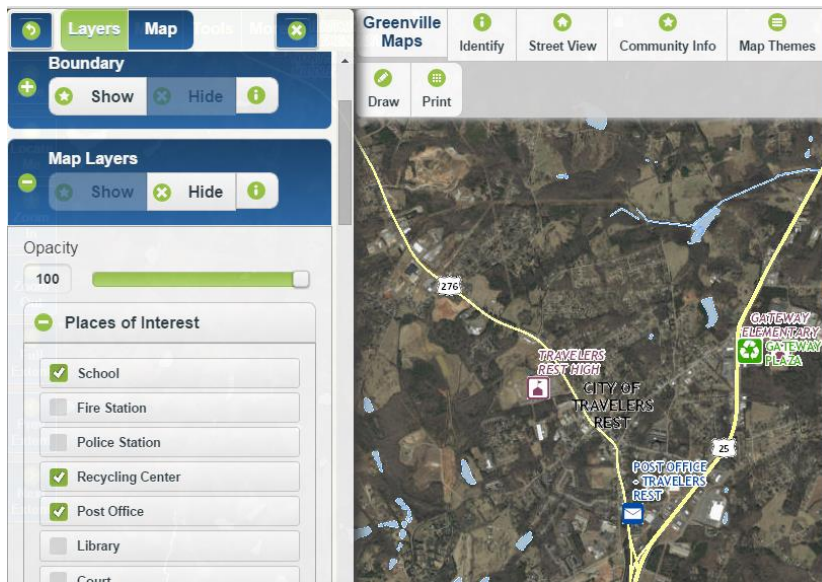 Layers
Map
Tools
Greenville
Maps
Identify
Street View
Community Info
Map Themes
Draw
Print
Boundary
Show
Hide
Map Layers
Show
Hide
Opacity
100
Places of Interest
School
Fire Station
Police Station
Recycling Center
Post Office
Library
Court
276
TRAVELERS
REST HIGH
CITY OF
TRAVELERS
REST
GATEWAY
ELEMENTARY
GATEWAY
PLAZA
25
POST OFFICE
- TRAVELERS
REST